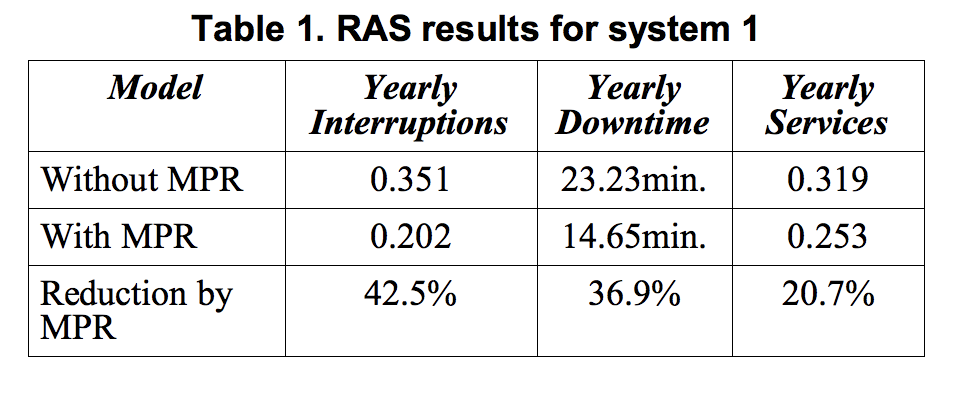 Table 1. RAS results for system 1
Model Yearly Interruptions Yearly Downtime Yearly Services
Without MPR 0.351 23.23min. 0.319
With MPR 0.202 14.65min. 0.253
Reduction by MPR 42.5% 36.9% 20.7%